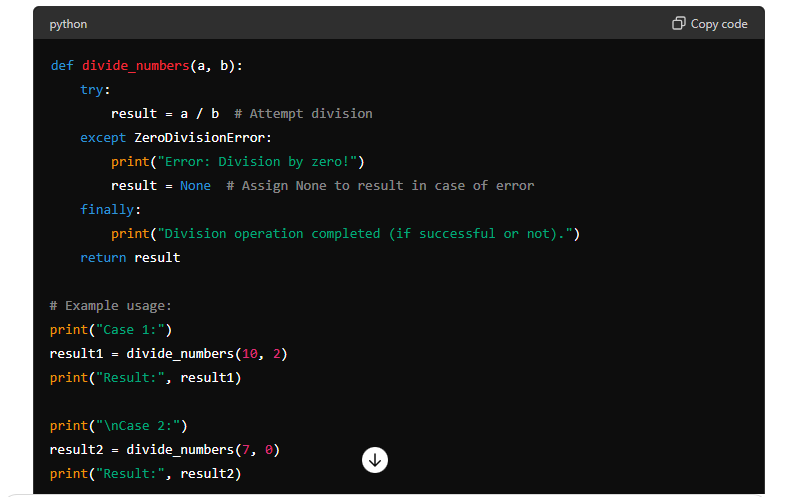 python
Copy code
def divide_numbers(a, b):
    try:
        result = a / b  # Attempt division
    except ZeroDivisionError:
        print("Error: Division by zero!")
        result = None  # Assign None to result in case of error
    finally:
        print("Division operation completed (if successful or not).")
    return result

# Example usage:
print("Case 1:")
result1 = divide_numbers(10, 2)
print("Result:", result1)

print("\nCase 2:")
result2 = divide_numbers(7, 0)
print("Result:", result2)